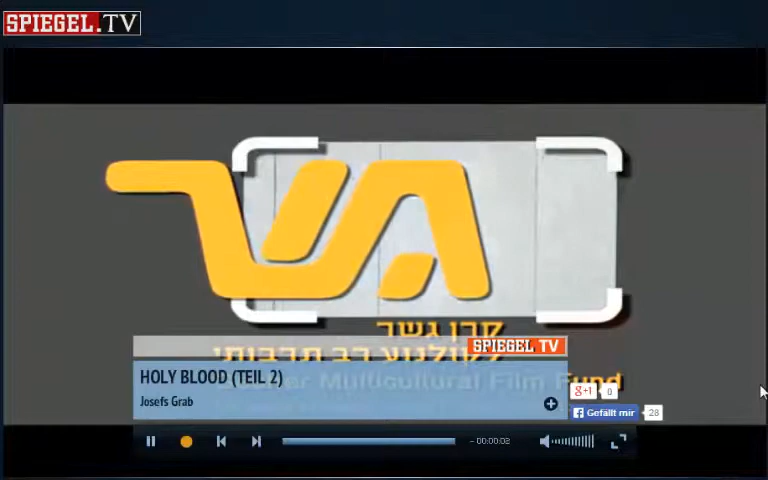 SPIEGEL.TV
גשר
קרן גשר
לקולנוע רב תרבותי
SPIEGEL TV
Multicultural Film Fund
HOLY BLOOD (TEIL 2)
Josefs Grab
g+1 0
f Gefällt mir 28
- 00:00:02